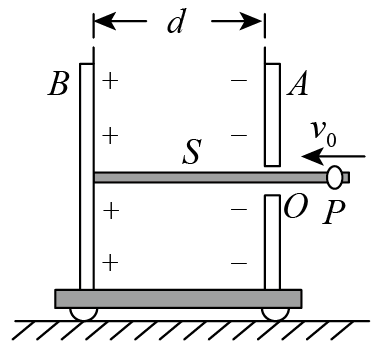 d
B + − A
+ − v₀
S
+ − O P
+ −